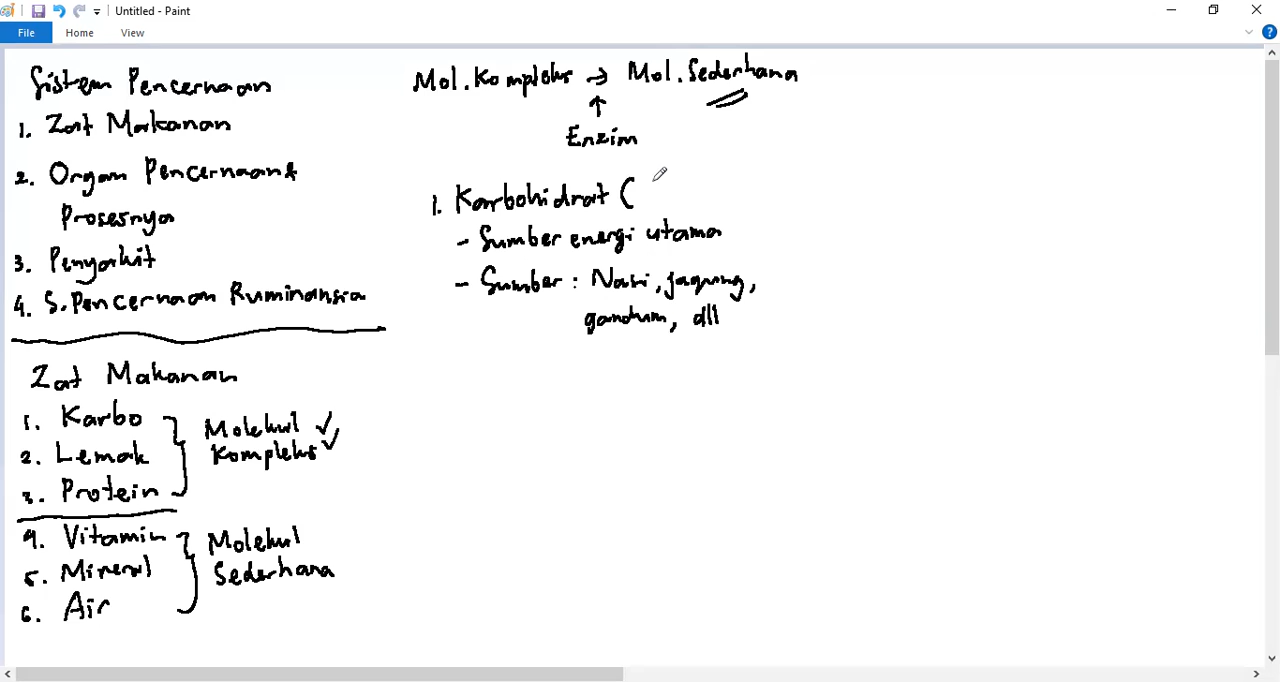 Untitled - Paint
File Home View
Sistem Pencernaan
1. Zat Makanan
2. Organ Pencernaan &
Prosesnya
3. Penyakit
4. S. Pencernaan Ruminansia
Zat Makanan
1. Karbo
2. Lemak
3. Protein
Molekul ✓
Kompleks ✓
4. Vitamin
5. Mineral
6. Air
Molekul
Sederhana
Mol. Kompleks → Mol. Sederhana
↑
Enzim
1. Karbohidrat (
- Sumber energi utama
- Sumber : Nasi, jagung,
gandum, dll